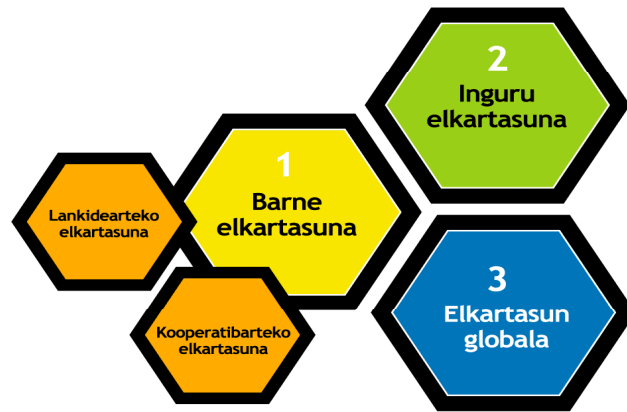 1
Barne
elkartasuna
Lankidearteko
elkartasuna
Kooperatibarteko
elkartasuna
2
Inguru
elkartasuna
3
Elkartasun
globala